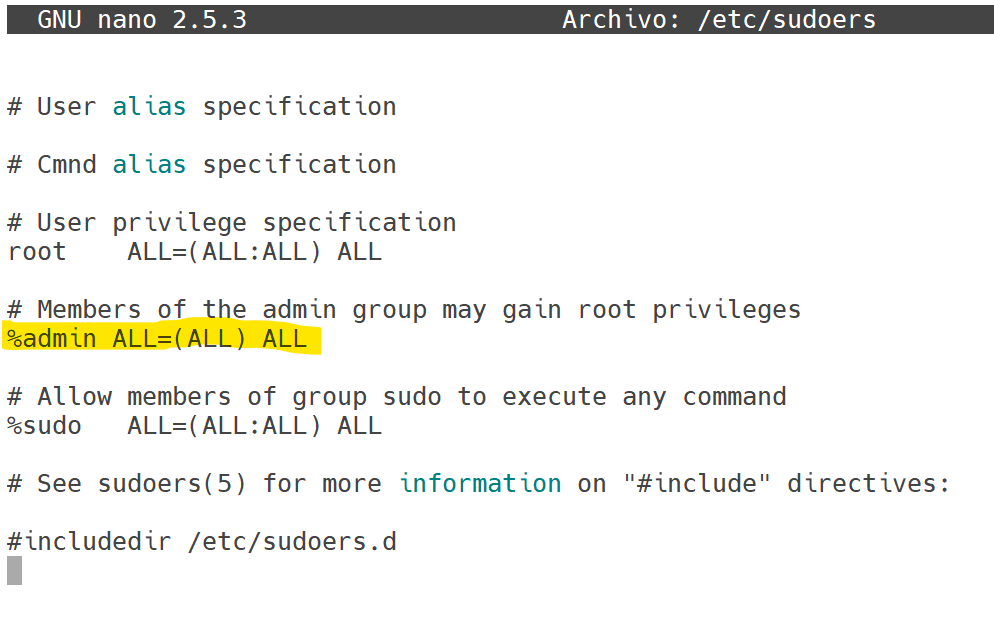 GNU nano 2.5.3 Archivo: /etc/sudoers
# User alias specification
# Cmnd alias specification
# User privilege specification
root    ALL=(ALL:ALL) ALL
# Members of the admin group may gain root privileges
%admin ALL=(ALL) ALL
# Allow members of group sudo to execute any command
%sudo   ALL=(ALL:ALL) ALL
# See sudoers(5) for more information on "#include" directives:
#includedir /etc/sudoers.d